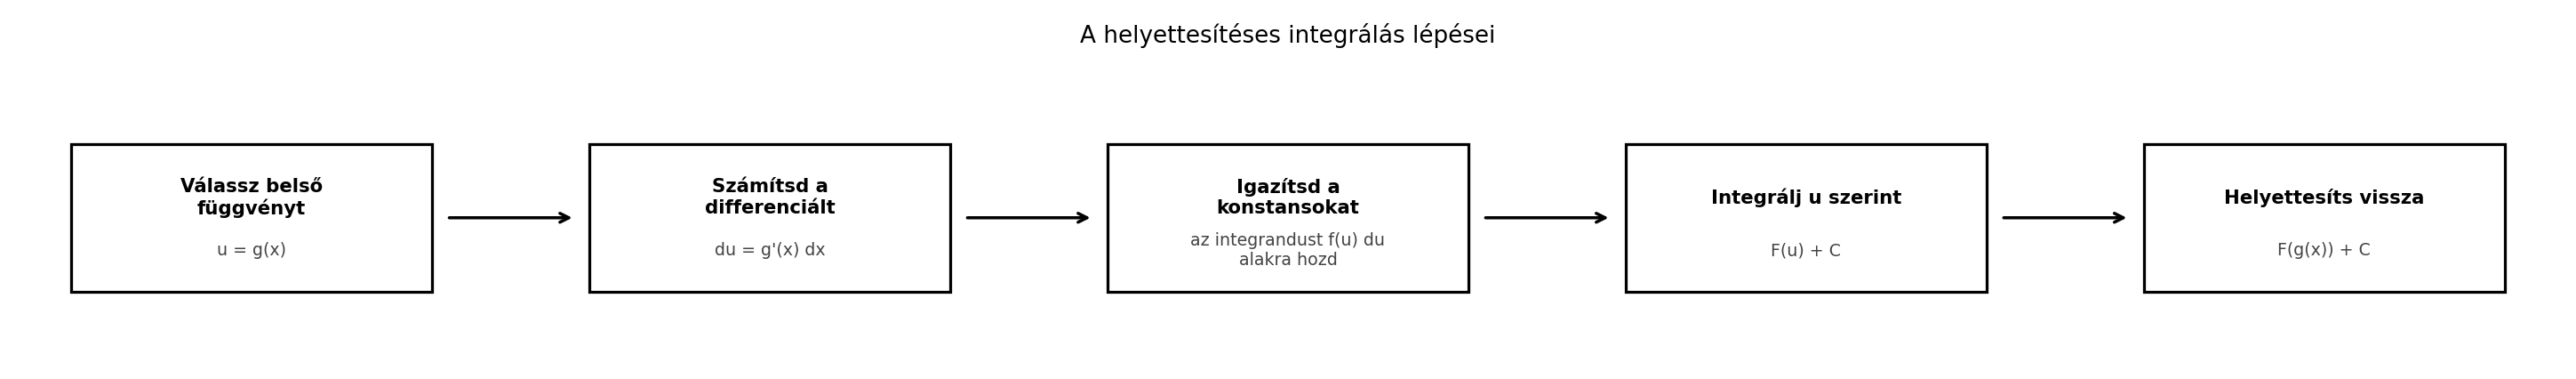 A helyettesítéses integrálás lépései
Válassz belső
függvényt
u = g(x)
Számítsd a
differenciált
du = g'(x) dx
Igazítsd a
konstansokat
az integrandust f(u) du
alakra hozd
Integrálj u szerint
F(u) + C
Helyettesíts vissza
F(g(x)) + C